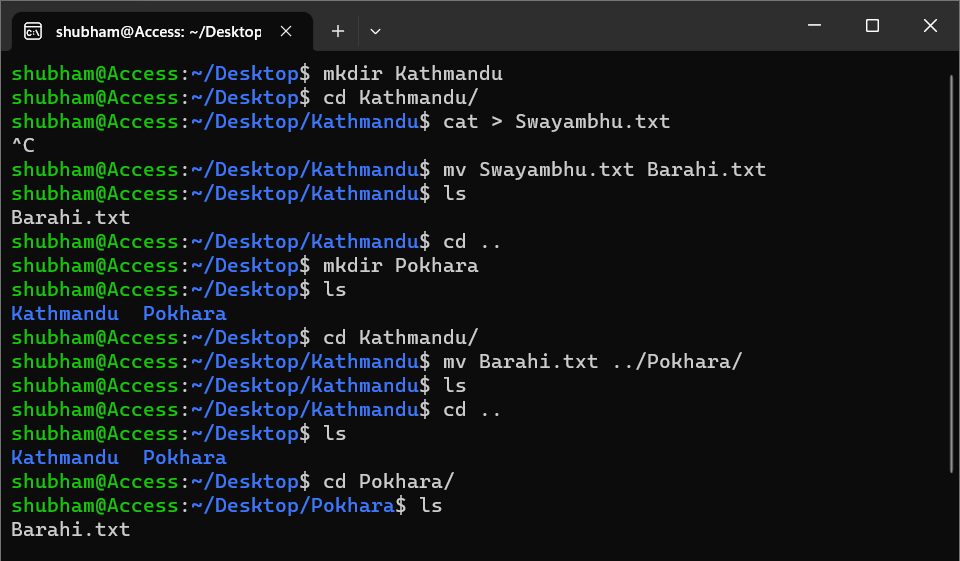 shubham@Access: ~/Desktop
shubham@Access:~/Desktop$ mkdir Kathmandu
shubham@Access:~/Desktop$ cd Kathmandu/
shubham@Access:~/Desktop/Kathmandu$ cat > Swayambhu.txt
^C
shubham@Access:~/Desktop/Kathmandu$ mv Swayambhu.txt Barahi.txt
shubham@Access:~/Desktop/Kathmandu$ ls
Barahi.txt
shubham@Access:~/Desktop/Kathmandu$ cd ..
shubham@Access:~/Desktop$ mkdir Pokhara
shubham@Access:~/Desktop$ ls
Kathmandu  Pokhara
shubham@Access:~/Desktop$ cd Kathmandu/
shubham@Access:~/Desktop/Kathmandu$ mv Barahi.txt ../Pokhara/
shubham@Access:~/Desktop/Kathmandu$ ls
shubham@Access:~/Desktop/Kathmandu$ cd ..
shubham@Access:~/Desktop$ ls
Kathmandu  Pokhara
shubham@Access:~/Desktop$ cd Pokhara/
shubham@Access:~/Desktop/Pokhara$ ls
Barahi.txt